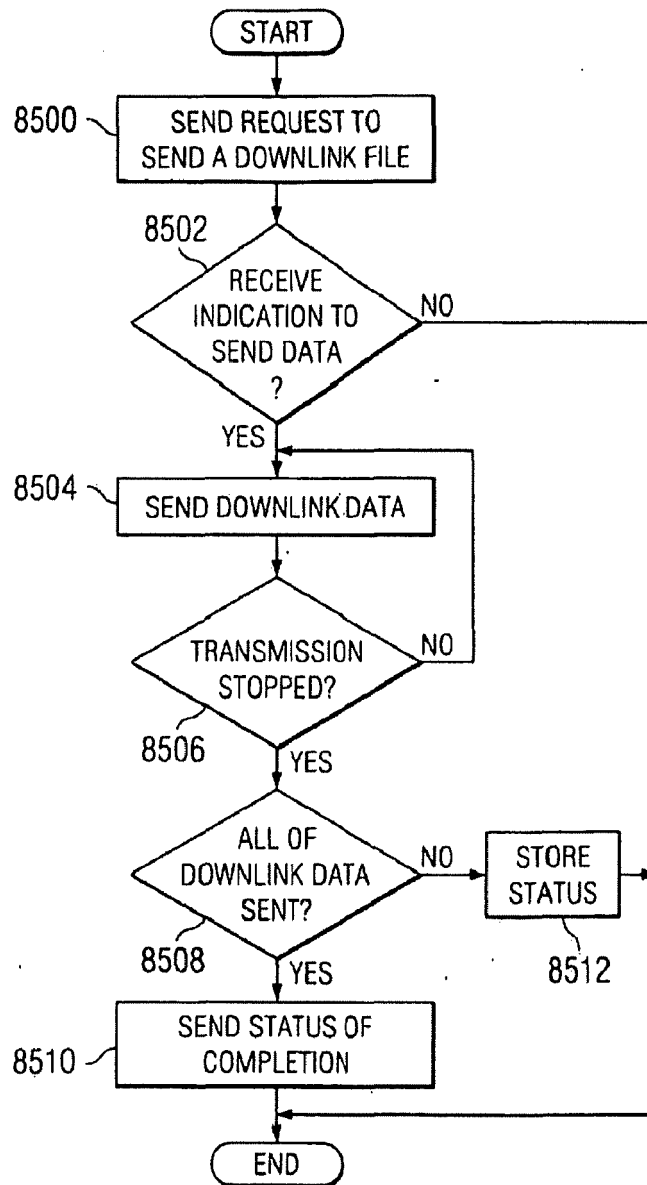 START
8500
SEND REQUEST TO
SEND A DOWNLINK FILE
8502
RECEIVE
INDICATION TO
SEND DATA
?
NO
YES
8504
SEND DOWNLINK DATA
TRANSMISSION
STOPPED?
NO
8506
YES
ALL OF
DOWNLINK DATA
SENT?
NO
STORE
STATUS
8508
8512
YES
8510
SEND STATUS OF
COMPLETION
END